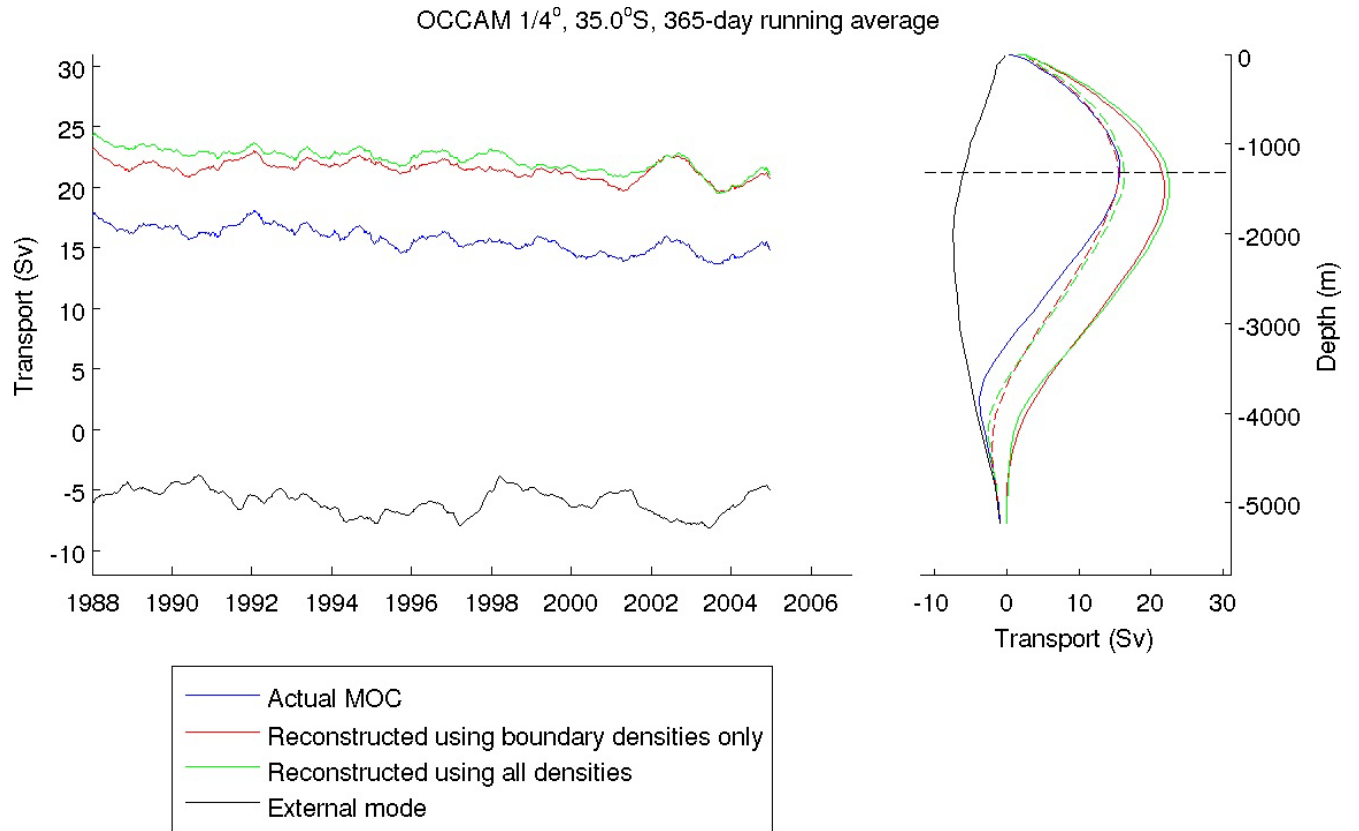 OCCAM 1/4°, 35.0°S, 365-day running average
Transport (Sv)
30
25
20
15
10
5
0
-5
-10
1988 1990 1992 1994 1996 1998 2000 2002 2004 2006
0
-1000
-2000
-3000
-4000
-5000
Depth (m)
-10 0 10 20 30
Transport (Sv)
Actual MOC
Reconstructed using boundary densities only
Reconstructed using all densities
External mode